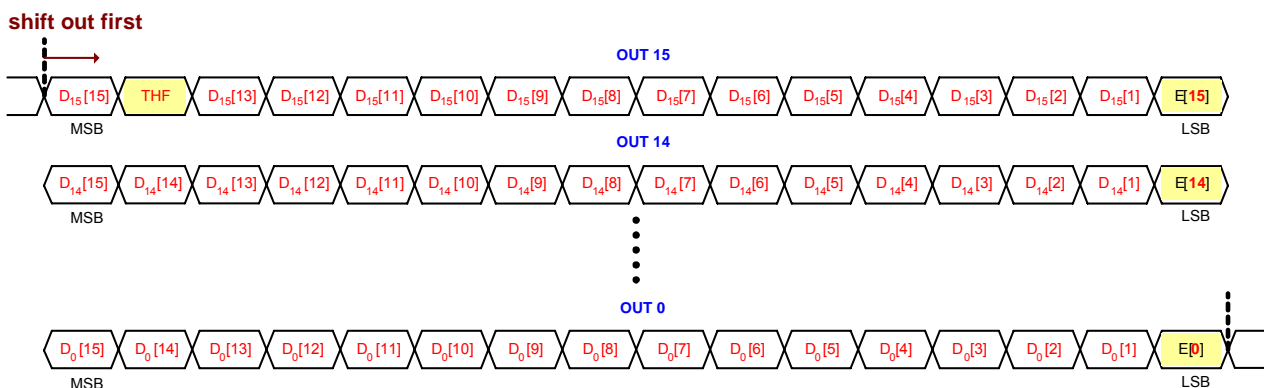 shift out first
OUT 15
D15[15] THF D15[13] D15[12] D15[11] D15[10] D15[9] D15[8] D15[7] D15[6] D15[5] D15[4] D15[3] D15[2] D15[1] E[15]
MSB LSB
OUT 14
D14[15] D14[14] D14[13] D14[12] D14[11] D14[10] D14[9] D14[8] D14[7] D14[6] D14[5] D14[4] D14[3] D14[2] D14[1] E[14]
MSB LSB
OUT 0
D0[15] D0[14] D0[13] D0[12] D0[11] D0[10] D0[9] D0[8] D0[7] D0[6] D0[5] D0[4] D0[3] D0[2] D0[1] E[0]
MSB LSB